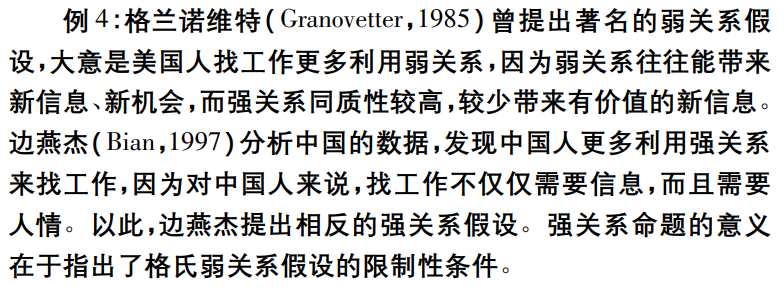 例4:格兰诺维特(Granovetter,1985)曾提出著名的弱关系假
设,大意是美国人找工作更多利用弱关系,因为弱关系往往能带来
新信息、新机会,而强关系同质性较高,较少带来有价值的新信息。
边燕杰(Bian,1997)分析中国的数据,发现中国人更多利用强关系
来找工作,因为对中国人来说,找工作不仅仅需要信息,而且需要
人情。以此,边燕杰提出相反的强关系假设。强关系命题的意义
在于指出了格氏弱关系假设的限制性条件。